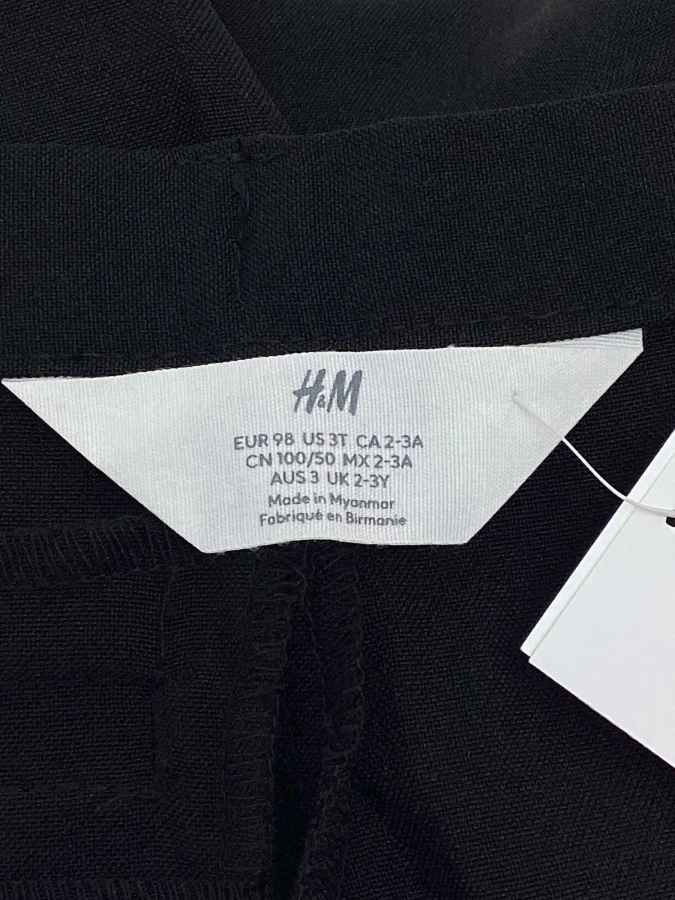 H&M
EUR 98 US 3T CA 2-3A
CN 100/50 MX 2-3A
AUS 3 UK 2-3Y
Made in Myanmar
Fabriqué en Birmanie